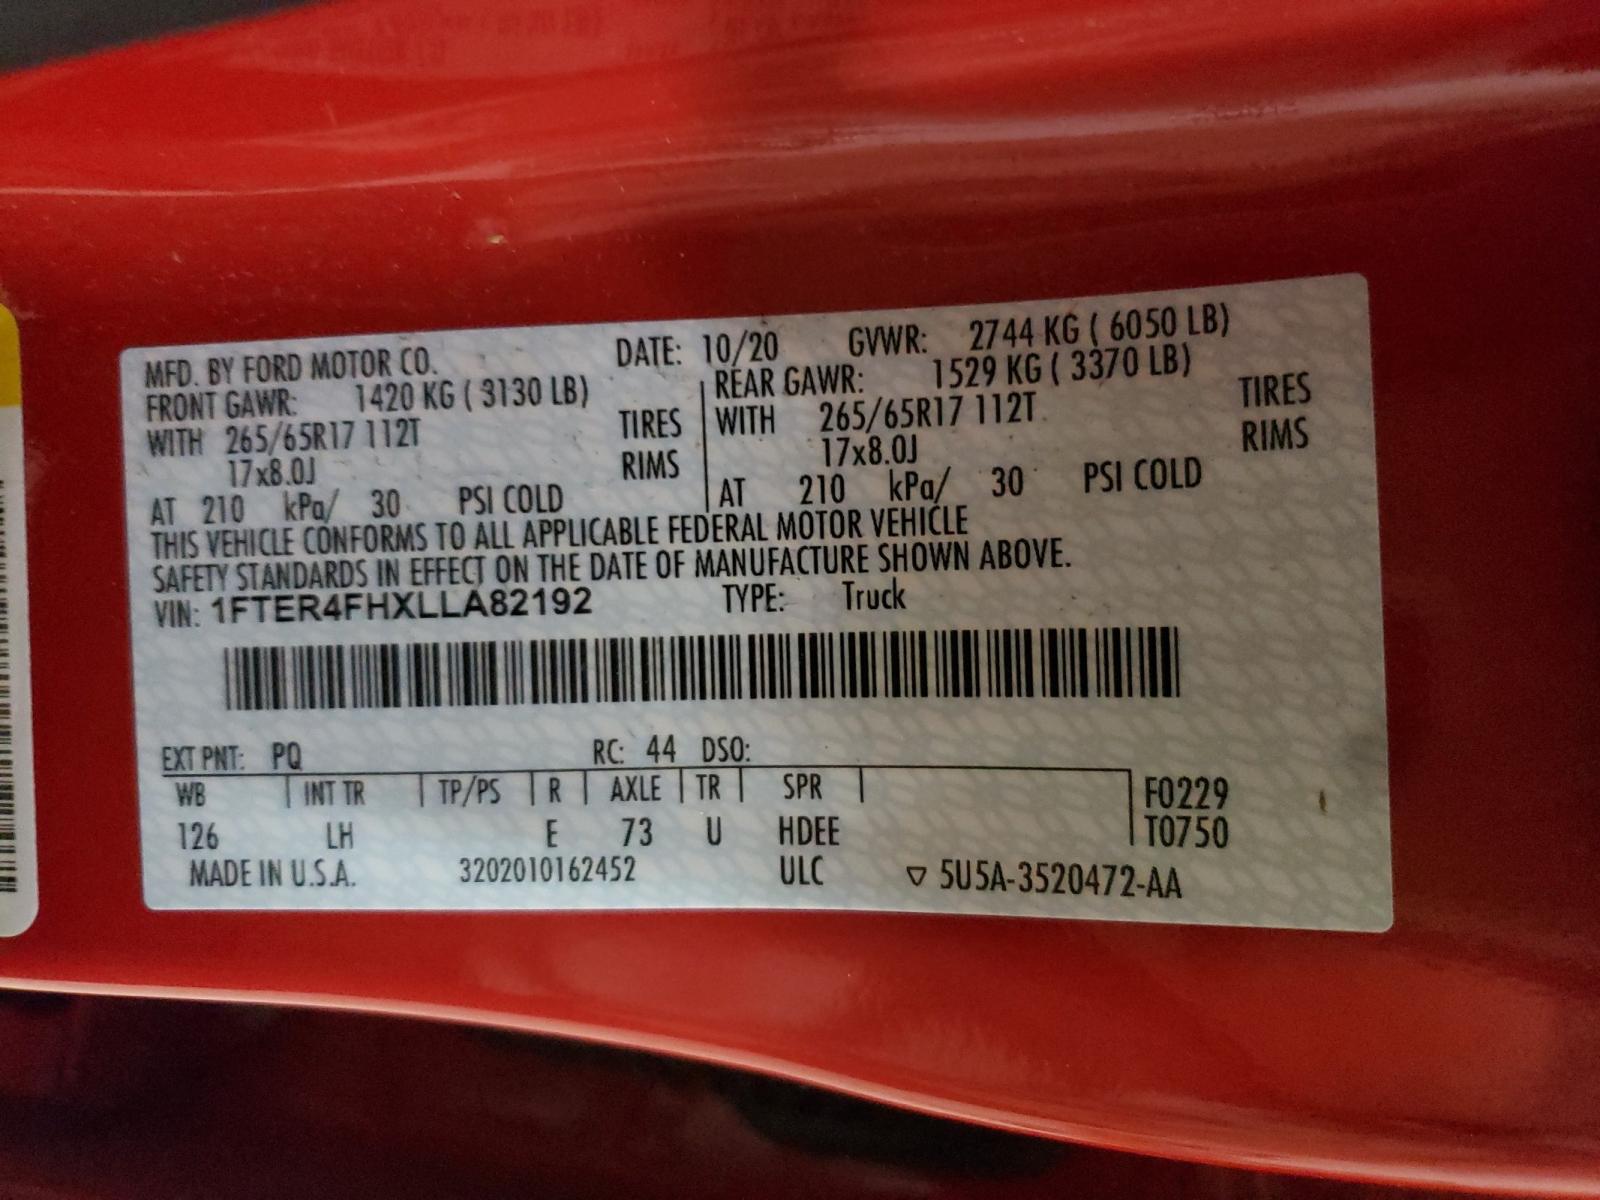 MFD. BY FORD MOTOR CO. DATE: 10/20 GVWR: 2744 KG ( 6050 LB)
FRONT GAWR: 1420 KG ( 3130 LB) REAR GAWR: 1529 KG ( 3370 LB)
WITH 265/65R17 112T TIRES WITH 265/65R17 112T TIRES
17x8.0J RIMS 17x8.0J RIMS
AT 210 kPa/ 30 PSI COLD AT 210 kPa/ 30 PSI COLD
THIS VEHICLE CONFORMS TO ALL APPLICABLE FEDERAL MOTOR VEHICLE
SAFETY STANDARDS IN EFFECT ON THE DATE OF MANUFACTURE SHOWN ABOVE.
VIN: 1FTER4FHXLLA82192 TYPE: Truck
EXT PNT: PQ RC: 44 DSO:
WB INT TR TP/PS R AXLE TR SPR F0229
126 LH E 73 U HDEE T0750
MADE IN U.S.A. 3202010162452 ULC ▽ 5U5A-3520472-AA